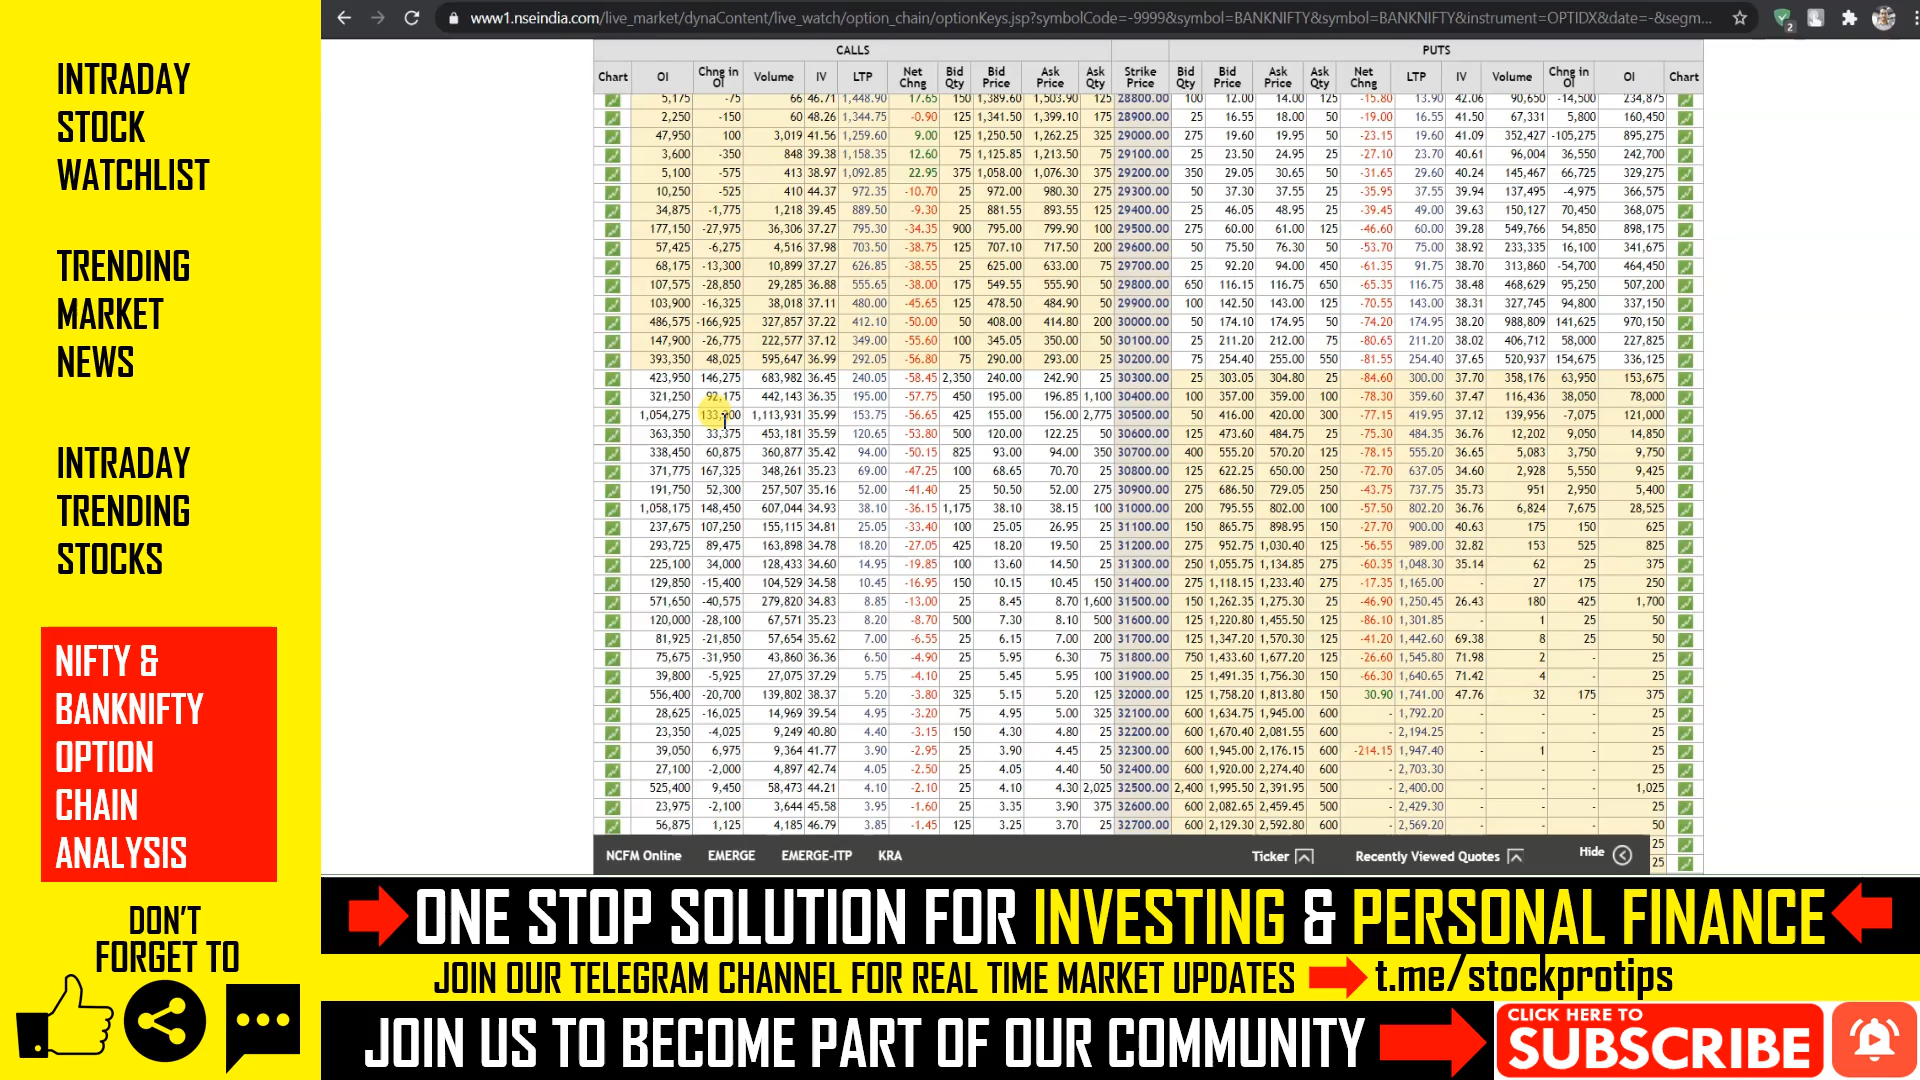 INTRADAY
STOCK
WATCHLIST
TRENDING
MARKET
NEWS
INTRADAY
TRENDING
STOCKS
NIFTY &
BANKNIFTY
OPTION
CHAIN
ANALYSIS
DON'T
FORGET TO
www1.nseindia.com/live_market/dynaContent/live_watch/option_chain/optionKeys.jsp?symbolCode=-9999&symbol=BANKNIFTY&symbol=BANKNIFTY&instrument=OPTIDX&date=-&segm...
2
CALLS PUTS
Chart OI Chng in OI Volume IV LTP Net Chng Bid Qty Bid Price Ask Price Ask Qty Strike Price Bid Qty Bid Price Ask Price Ask Qty Net Chng LTP IV Volume Chng in OI OI Chart
5,175 -75 66 46.71 1,448.90 17.65 150 1,389.60 1,503.90 125 28800.00 100 12.00 14.00 125 -15.80 13.90 42.06 90,650 -14,500 234,875
2,250 -150 60 48.26 1,344.75 -0.90 125 1,341.50 1,399.10 175 28900.00 25 16.55 18.00 50 -19.00 16.55 41.50 67,331 5,800 160,450
47,950 100 3,019 41.56 1,259.60 9.00 125 1,250.50 1,262.25 325 29000.00 275 19.60 19.95 50 -23.15 19.60 41.09 352,427 -105,275 895,275
3,600 -350 848 39.38 1,158.35 12.60 75 1,125.85 1,213.50 75 29100.00 25 23.50 24.95 25 -27.10 23.70 40.61 96,004 36,550 242,700
5,100 -575 413 38.97 1,092.85 22.95 375 1,058.00 1,076.30 375 29200.00 350 29.05 30.65 50 -31.65 29.60 40.24 145,467 66,725 329,275
10,250 -525 410 44.37 972.35 -10.70 25 972.00 980.30 275 29300.00 50 37.30 37.55 25 -35.95 37.55 39.94 137,495 -4,975 366,575
34,875 -1,775 1,218 39.45 889.50 -9.30 25 881.55 893.55 125 29400.00 25 46.05 48.95 25 -39.45 49.00 39.63 150,127 70,450 368,075
177,150 -27,975 36,306 37.27 795.30 -34.35 900 795.00 799.90 100 29500.00 275 60.00 61.00 125 -46.60 60.00 39.28 549,766 54,850 898,175
57,425 -6,275 4,516 37.98 703.50 -38.75 125 707.10 717.50 200 29600.00 50 75.50 76.30 50 -53.70 75.00 38.92 233,335 16,100 341,675
68,175 -13,300 10,899 37.27 626.85 -38.55 25 625.00 633.00 75 29700.00 25 92.20 94.00 450 -61.35 91.75 38.70 313,860 -54,700 464,450
107,575 -28,850 29,285 36.88 555.65 -38.00 175 549.55 555.90 50 29800.00 650 116.15 116.75 650 -65.35 116.75 38.48 468,629 95,250 507,200
103,900 -16,325 38,018 37.11 480.00 -45.65 125 478.50 484.90 50 29900.00 100 142.50 143.00 125 -70.55 143.00 38.31 327,745 94,800 337,150
486,575 -166,925 327,857 37.22 412.10 -50.00 50 408.00 414.80 200 30000.00 50 174.10 174.95 50 -74.20 174.95 38.20 988,809 141,625 970,150
147,900 -26,775 222,577 37.12 349.00 -55.60 100 345.05 350.00 50 30100.00 25 211.20 212.00 75 -80.65 211.20 38.02 406,712 58,000 227,825
393,350 48,025 595,647 36.99 292.05 -56.80 75 290.00 293.00 25 30200.00 75 254.40 255.00 550 -81.55 254.40 37.65 520,937 154,675 336,125
423,950 146,275 683,982 36.45 240.05 -58.45 2,350 240.00 242.90 25 30300.00 25 303.05 304.80 25 -84.60 300.00 37.70 358,176 63,950 153,675
321,250 92,175 442,143 36.35 195.00 -57.75 450 195.00 196.85 1,100 30400.00 100 357.00 359.00 100 -78.30 359.60 37.47 116,436 38,050 78,000
1,054,275 1,113,931 35.99 153.75 -56.65 425 155.00 156.00 2,775 30500.00 50 416.00 420.00 300 -77.15 419.95 37.12 139,956 -7,075 121,000
363,350 33,375 453,181 35.59 120.65 -53.80 500 120.00 122.25 50 30600.00 125 473.60 484.75 25 -75.30 484.35 36.76 12,202 9,050 14,850
338,450 60,875 360,877 35.42 94.00 -50.15 825 93.00 94.00 350 30700.00 400 555.20 570.20 125 -78.15 555.20 36.65 5,083 3,750 9,750
371,775 167,325 348,261 35.23 69.00 -47.25 100 68.65 70.70 25 30800.00 125 622.25 650.00 250 -72.70 637.05 34.60 2,928 5,550 9,425
191,750 52,300 257,507 35.16 52.00 -41.40 25 50.50 52.00 275 30900.00 275 686.50 729.05 250 -43.75 737.75 35.73 951 2,950 5,400
1,058,175 148,450 607,044 34.93 38.10 -36.15 1,175 38.10 38.15 100 31000.00 200 795.55 802.00 100 -57.50 802.20 36.76 6,824 7,675 28,525
237,675 107,250 155,115 34.81 25.05 -33.40 100 25.05 26.95 25 31100.00 150 865.75 898.95 150 -27.70 900.00 40.63 175 150 625
293,725 89,475 163,898 34.78 18.20 -27.05 425 18.20 19.50 25 31200.00 275 952.75 1,030.40 125 -56.55 989.00 32.82 153 525 825
225,100 34,000 128,433 34.60 14.95 -19.85 100 13.60 14.50 25 31300.00 250 1,055.75 1,134.85 275 -60.35 1,048.30 35.14 62 25 375
129,850 -15,400 104,529 34.58 10.45 -16.95 150 10.15 10.45 150 31400.00 275 1,118.15 1,233.40 275 -17.35 1,165.00 - 27 175 250
571,650 -40,575 279,820 34.83 8.85 -13.00 25 8.45 8.70 1,600 31500.00 150 1,262.35 1,275.30 25 -46.90 1,250.45 26.43 180 425 1,700
120,000 -28,100 67,571 35.23 8.20 -8.70 500 7.30 8.10 500 31600.00 125 1,220.80 1,455.50 125 -86.10 1,301.85 - 1 25 50
81,925 -21,850 57,654 35.62 7.00 -6.55 25 6.15 7.00 200 31700.00 125 1,347.20 1,570.30 125 -41.20 1,442.60 69.38 8 25 50
75,675 -31,950 43,860 36.36 6.50 -4.90 25 5.95 6.30 75 31800.00 750 1,433.60 1,677.20 125 -26.60 1,545.80 71.98 2 - 25
39,800 -5,925 27,075 37.29 5.75 -4.10 25 5.45 5.95 100 31900.00 25 1,491.35 1,756.30 150 -66.30 1,640.65 71.42 4 - 25
556,400 -20,700 139,802 38.37 5.20 -3.80 325 5.15 5.20 125 32000.00 125 1,758.20 1,813.80 150 30.90 1,741.00 47.76 32 175 375
28,625 -16,025 14,969 39.54 4.95 -3.20 75 4.95 5.00 325 32100.00 600 1,634.75 1,945.00 600 - 1,792.20 - - - 25
23,350 -4,025 9,249 40.80 4.40 -3.15 150 4.30 4.80 25 32200.00 600 1,670.40 2,081.55 600 - 2,194.25 - - - 25
39,050 6,975 9,364 41.77 3.90 -2.95 25 3.90 4.45 25 32300.00 600 1,945.00 2,176.15 600 -214.15 1,947.40 - 1 - 25
27,100 -2,000 4,897 42.74 4.05 -2.50 25 4.05 4.40 50 32400.00 600 1,920.00 2,274.40 600 - 2,703.30 - - - 25
525,400 9,450 58,473 44.21 4.10 -2.10 25 4.10 4.30 2,025 32500.00 2,400 1,995.50 2,391.95 500 - 2,400.00 - - - 1,025
23,975 -2,100 3,644 45.58 3.95 -1.60 25 3.35 3.90 375 32600.00 600 2,082.65 2,459.45 500 - 2,429.30 - - - 25
56,875 1,125 4,185 46.79 3.85 -1.45 125 3.25 3.70 25 32700.00 600 2,129.30 2,592.80 600 - 2,569.20 - - - 50
25
25
NCFM Online EMERGE EMERGE-ITP KRA Ticker Recently Viewed Quotes Hide
ONE STOP SOLUTION FOR INVESTING & PERSONAL FINANCE
JOIN OUR TELEGRAM CHANNEL FOR REAL TIME MARKET UPDATES t.me/stockprotips
JOIN US TO BECOME PART OF OUR COMMUNITY
CLICK HERE TO
SUBSCRIBE